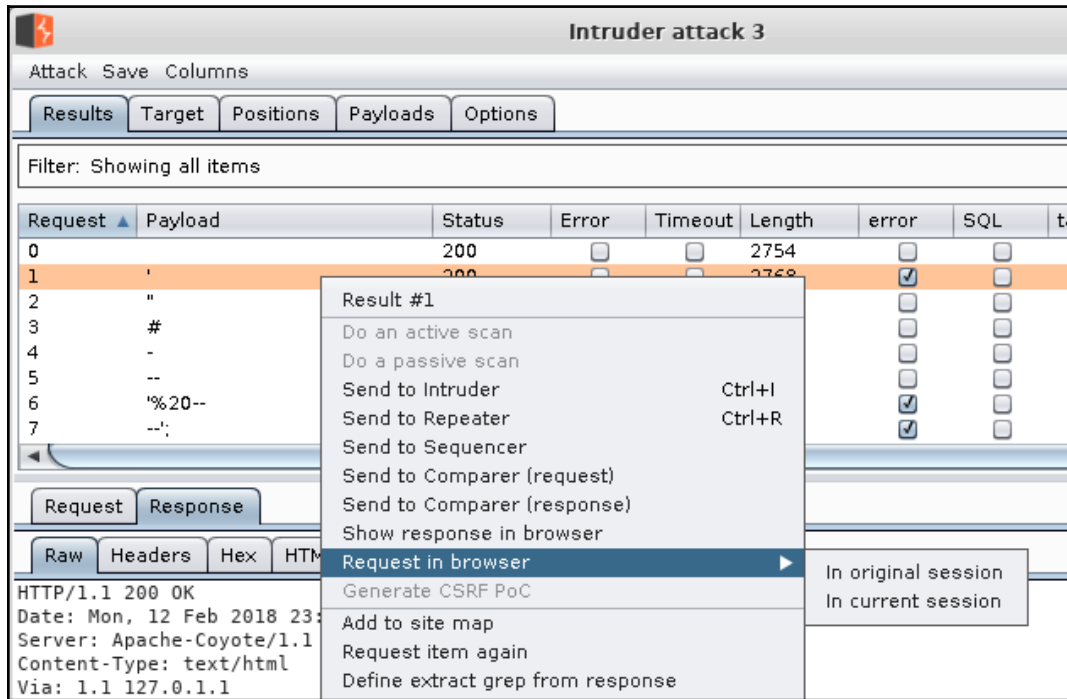 Intruder attack 3
Attack Save Columns
Results Target Positions Payloads Options
Filter: Showing all items
Request Payload Status Error Timeout Length error SQL
0 200 2754
1 '
2 "
3 #
4 -
5 --
6 '%20--
7 --';
Result #1
Do an active scan
Do a passive scan
Send to Intruder Ctrl+I
Send to Repeater Ctrl+R
Send to Sequencer
Send to Comparer (request)
Send to Comparer (response)
Show response in browser
Request in browser
Generate CSRF PoC
Add to site map
Request item again
Define extract grep from response
In original session
In current session
Request Response
Raw Headers Hex
HTTP/1.1 200 OK
Date: Mon, 12 Feb 2018 23:
Server: Apache-Coyote/1.1
Content-Type: text/html
Via: 1.1 127.0.1.1